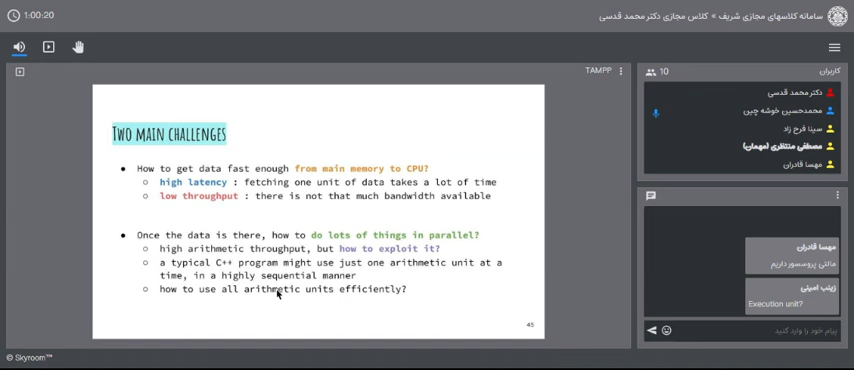 1:00:20
سامانه کلاسهای مجازی شریف » کلاس مجازی دکتر محمد قدسی
TAMPP
Two main challenges
How to get data fast enough from main memory to CPU?
high latency : fetching one unit of data takes a lot of time
low throughput : there is not that much bandwidth available
Once the data is there, how to do lots of things in parallel?
high arithmetic throughput, but how to exploit it?
a typical C++ program might use just one arithmetic unit at a
time, in a highly sequential manner
how to use all arithmetic units efficiently?
45
کاربران
10
دکتر محمد قدسی
محمدحسین خوشه چین
سینا فرح زاد
مصطفی منتظری (مهمان)
مهسا قادران
مهسا قادران
مالتی پروسسور داریم
زینب امینی
Execution unit?
پیام خود را وارد کنید
© Skyroom™